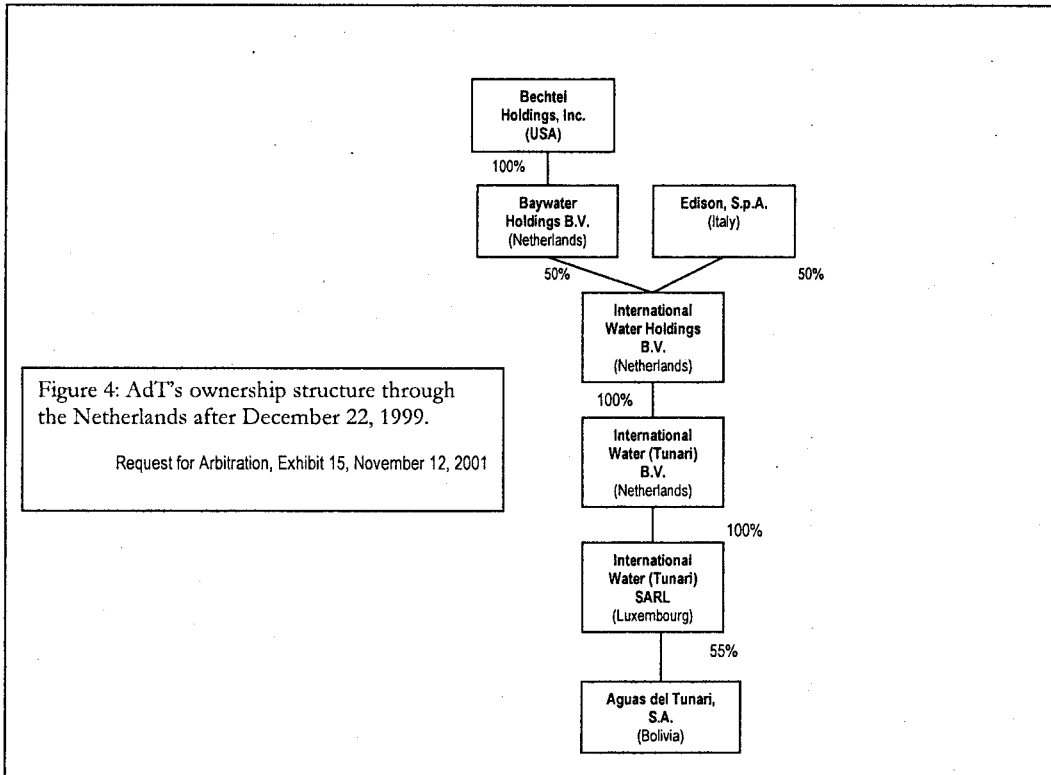 Bechtel
Holdings, Inc.
(USA)
100%
Baywater
Holdings B.V.
(Netherlands)
Edison, S.p.A.
(Italy)
50%
50%
International
Water Holdings
B.V.
(Netherlands)
Figure 4: AdT's ownership structure through
the Netherlands after December 22, 1999.
Request for Arbitration, Exhibit 15, November 12, 2001
100%
International
Water (Tunari)
B.V.
(Netherlands)
100%
International
Water (Tunari)
SARL
(Luxembourg)
55%
Aguas del Tunari,
S.A.
(Bolivia)